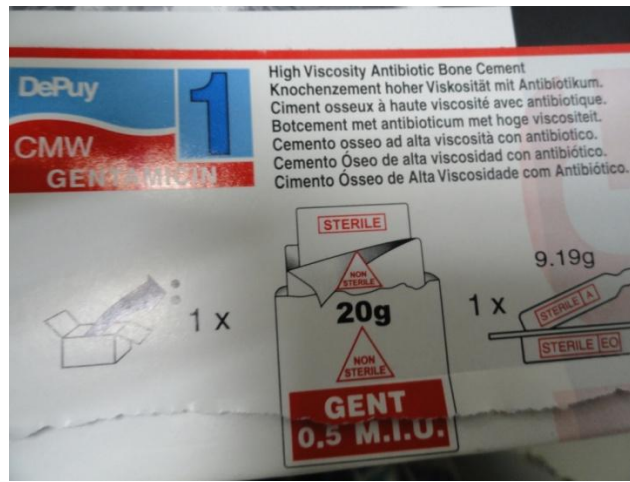 DePuy
CMW
1
GENTAMICIN
High Viscosity Antibiotic Bone Cement
Knochenzement hoher Viskosität mit Antibiotikum.
Ciment osseux à haute viscosité avec antibiotique.
Botcement met antibioticum met hoge viscositeit.
Cemento osseo ad alta viscosità con antibiotico.
Cemento Óseo de alta viscosidad con antibiótico.
Cimento Ósseo de Alta Viscosidade com Antibiótico.
STERILE
NON
STERILE
1 x
20g
NON
STERILE
GENT
0.5 M.I.U.
1 x
9.19g
STERILE A
STERILE EO